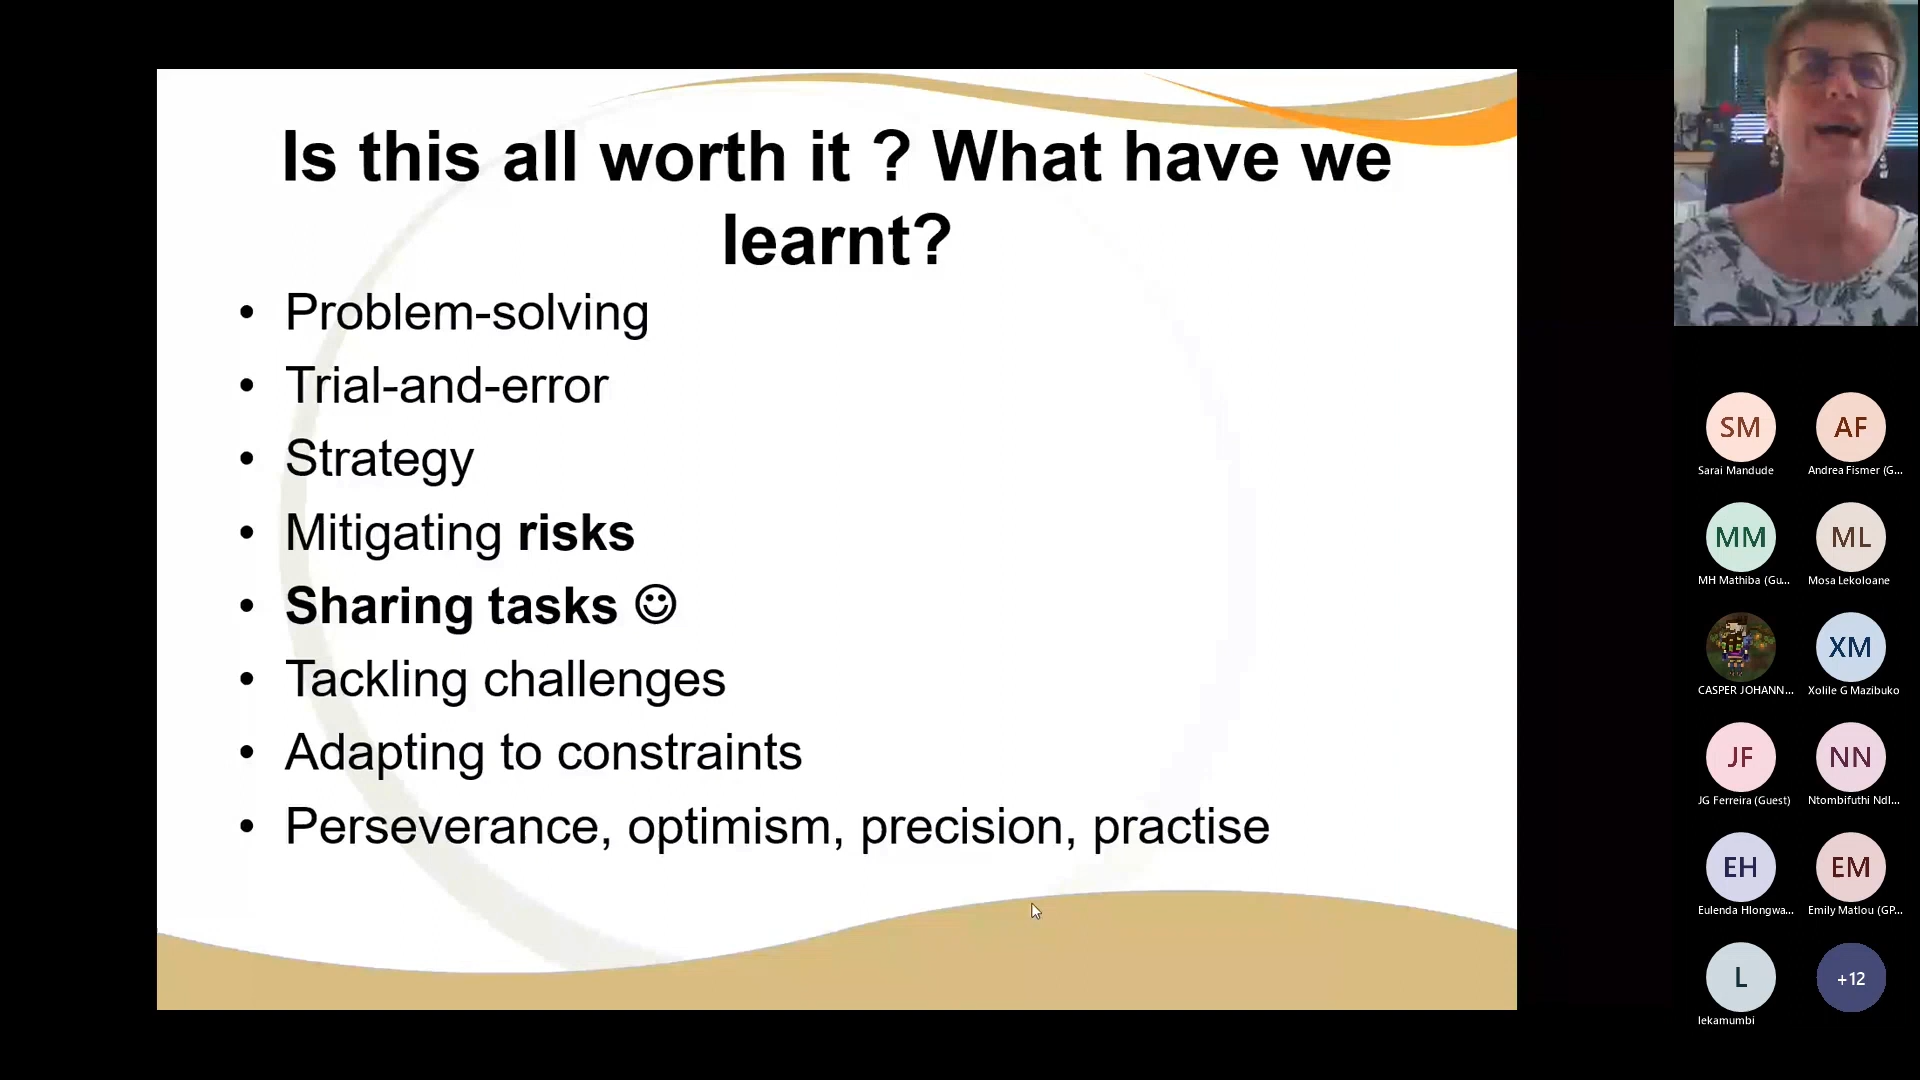 Is this all worth it ? What have we
learnt?
• Problem-solving
• Trial-and-error
• Strategy
• Mitigating risks
• Sharing tasks ☺
• Tackling challenges
• Adapting to constraints
• Perseverance, optimism, precision, practise
SM
AF
Sarai Mandude
Andrea Fismer (G...
MM
ML
MH Mathiba (Gu...
Mosa Lekoloane
XM
CASPER JOHANN...
Xolile G Mazibuko
JF
NN
JG Ferreira (Guest)
Ntombifuthi Ndl...
EH
EM
Eulenda Hlongwa...
Emily Matlou (GP...
L
+12
lekamumbi